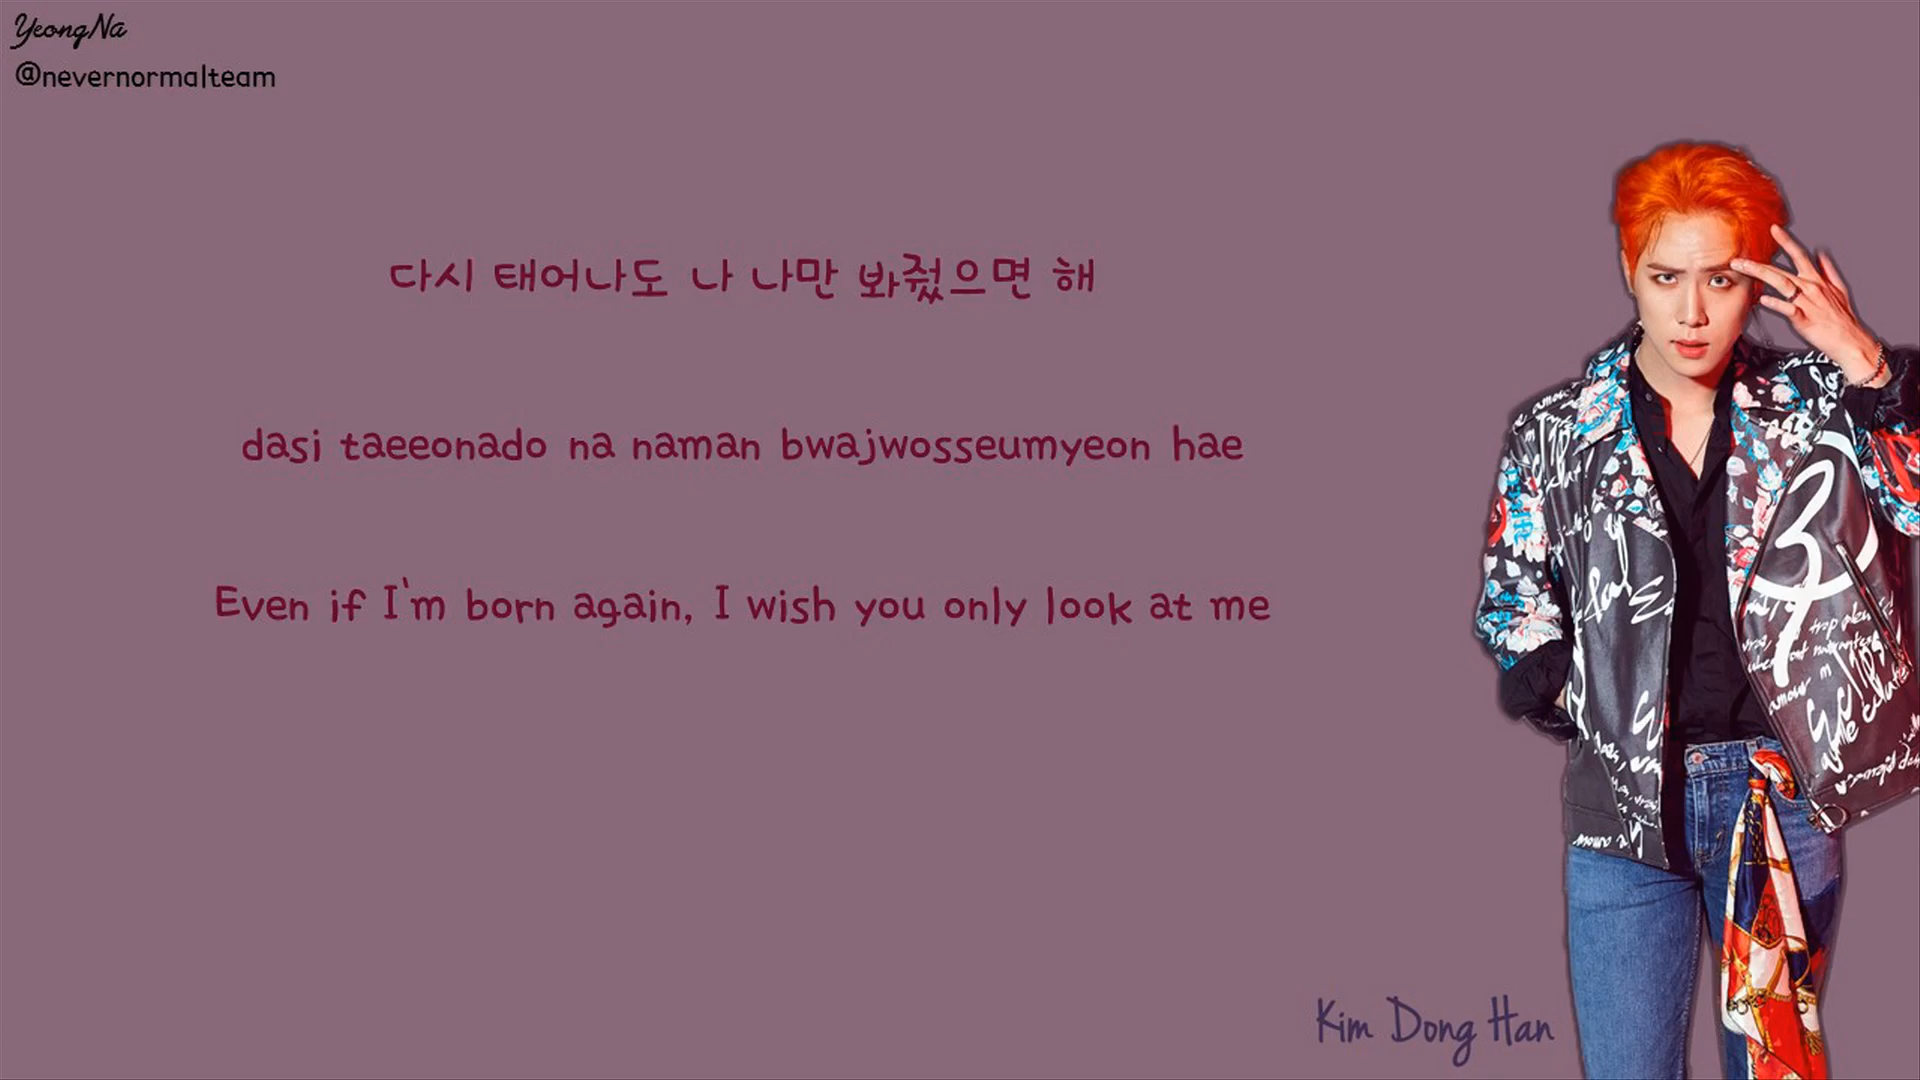 YeongNa
@nevernormalteam
다시 태어나도 나 나만 봐줬으면 해
dasi taeeonado na naman bwajwosseumyeon hae
Even if I'm born again, I wish you only look at me
Kim Dong Han